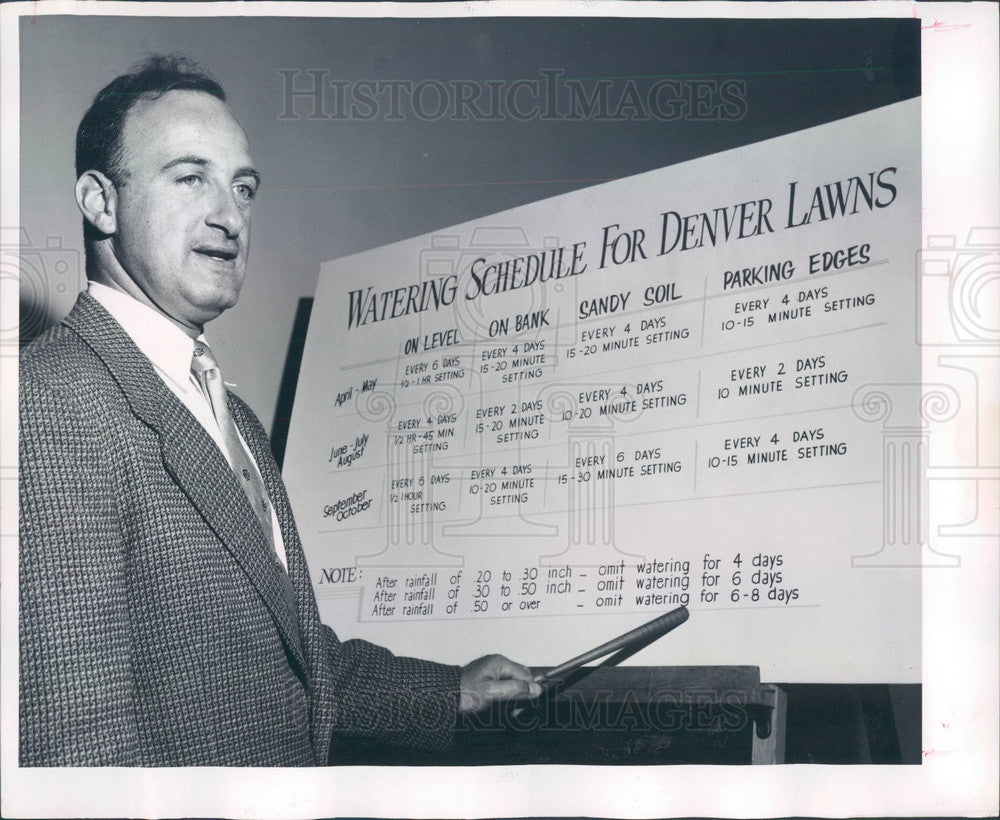 HISTORICIMAGES
WATERING SCHEDULE FOR DENVER LAWNS
ON LEVEL ON BANK SANDY SOIL PARKING EDGES
April - May
EVERY 6 DAYS
1/2 - 1 HR SETTING
EVERY 4 DAYS
15 - 20 MINUTE
SETTING
EVERY 4 DAYS
15 - 20 MINUTE SETTING
EVERY 4 DAYS
10 - 15 MINUTE SETTING
June - July
August
EVERY 4 DAYS
1/2 HR - 45 MIN.
SETTING
EVERY 2 DAYS
15 - 20 MINUTE
SETTING
EVERY 4 DAYS
10 - 20 MINUTE SETTING
EVERY 2 DAYS
10 MINUTE SETTING
September
October
EVERY 6 DAYS
1/2 1 HOUR
SETTING
EVERY 4 DAYS
10 - 20 MINUTE
SETTING
EVERY 6 DAYS
15 - 30 MINUTE SETTING
EVERY 4 DAYS
10 - 15 MINUTE SETTING
NOTE: After rainfall of .20 to .30 inch - omit watering for 4 days
After rainfall of .30 to .50 inch - omit watering for 6 days
After rainfall of .50 or over - omit watering for 6 - 8 days
HISTORICIMAGES